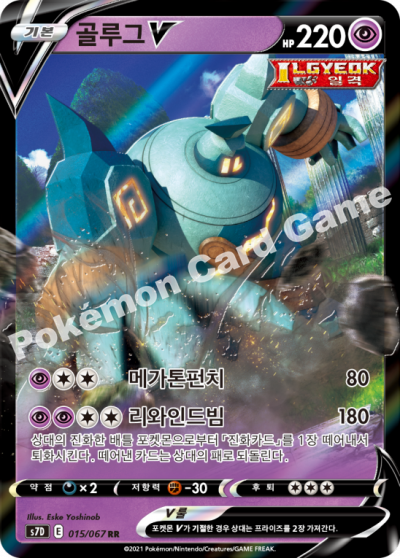 기본 골루그 V HP 220
ILGYEOK
일격
Pokémon Card Game
메가톤펀치 80
리와인드빔 180
상대의 진화한 배틀 포켓몬으로부터 「진화카드」를 1장 떼어내서
퇴화시킨다. 떼어낸 카드는 상대의 패로 되돌린다.
약점 ×2 저항력 -30 후퇴
Illus. Eske Yoshinob
V룰
포켓몬 V가 기절한 경우 상대는 프라이즈를 2장 가져간다.
s7D E 015/067 RR
©2021 Pokémon/Nintendo/Creatures/GAME FREAK.